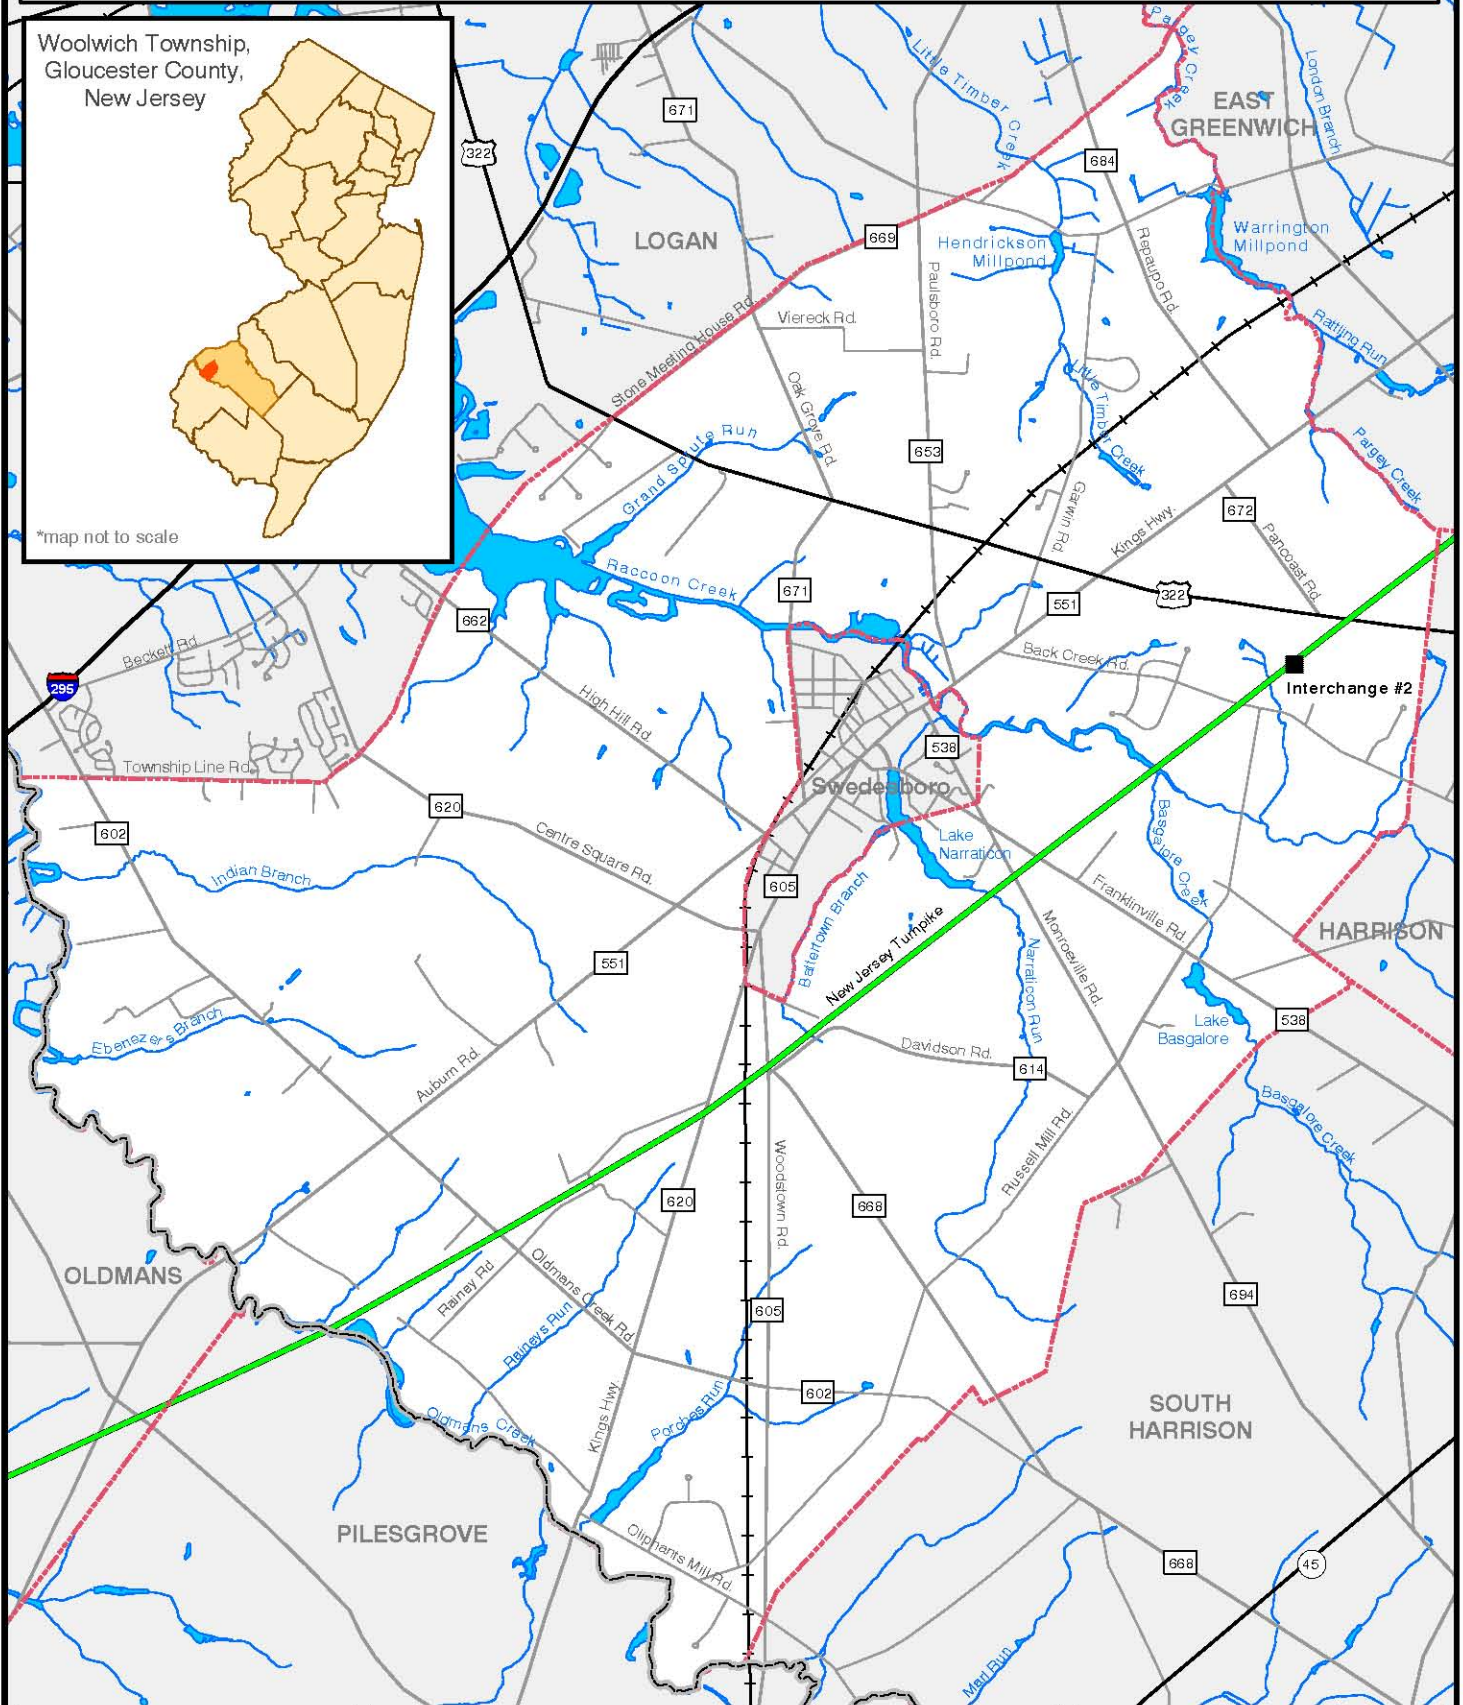 Woolwich Township,
Gloucester County,
New Jersey
*map not to scale
322
671
Little Timber Creek
684
Pargey Creek
EAST
GREENWICH
London Branch
LOGAN
669
Hendrickson
Millpond
Repaupo Rd.
Warrington
Millpond
Stone Meeting House Rd.
Viereck Rd.
Paulsboro Rd.
Rattling Run
Oak Grove Rd.
Little Timber Creek
Grand Sprute Run
653
Pargey Creek
Garwin Rd.
Kings Hwy.
672
Pancoast Rd.
Raccoon Creek
671
551
322
662
Beckett Rd.
295
Back Creek Rd.
Interchange #2
High Hill Rd.
538
Township Line Rd.
Swedesboro
620
602
Centre Square Rd.
Lake
Narraticon
Basgalore Creek
Indian Branch
605
Battertown Branch
Franklinville Rd.
HARRISON
New Jersey Turnpike
Narraticon Run
Monroeville Rd.
551
Ebenezer's Branch
Lake
Basgalore
538
Auburn Rd.
Davidson Rd.
614
Basgalore Creek
Russell Mill Rd.
Woodstown Rd.
620
668
OLDMANS
Rainey Rd
Oldmans Creek Rd.
694
Raineys Run
605
602
Oldmans Creek
Kings Hwy.
Porches Run
SOUTH
HARRISON
PILESGROVE
Oliphants Mill Rd.
668
45
Marl Run